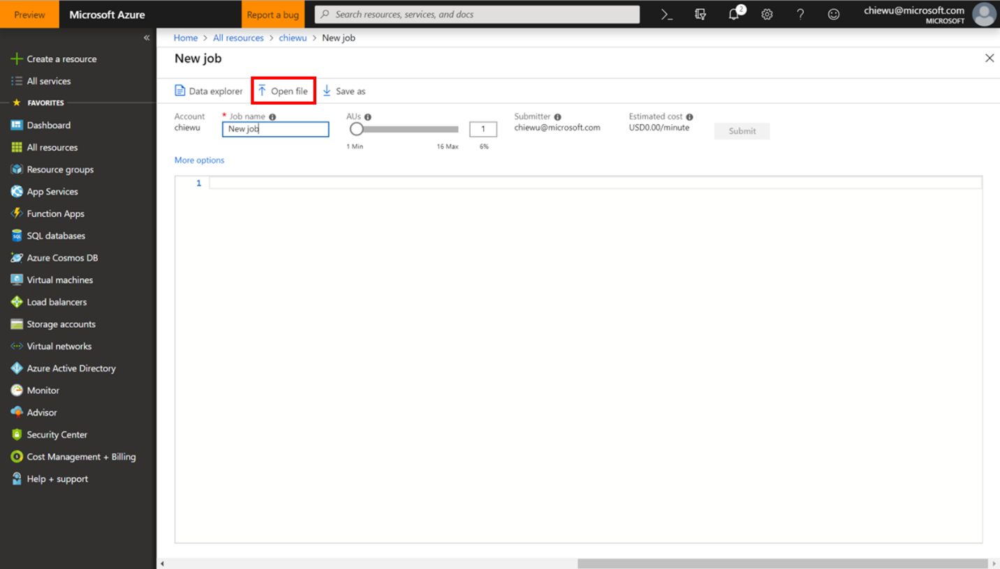 Preview
Microsoft Azure
Report a bug
Search resources, services, and docs
2
chiewu@microsoft.com
MICROSOFT
Create a resource
All services
FAVORITES
Dashboard
All resources
Resource groups
App Services
Function Apps
SQL databases
Azure Cosmos DB
Virtual machines
Load balancers
Storage accounts
Virtual networks
Azure Active Directory
Monitor
Advisor
Security Center
Cost Management + Billing
Help + support
Home > All resources > chiewu > New job
New job
Data explorer
Open file
Save as
Account
chiewu
* Job name
New job
AUs
1 Min
16 Max
1
6%
Submitter
chiewu@microsoft.com
Estimated cost
USD0.00/minute
Submit
More options
1